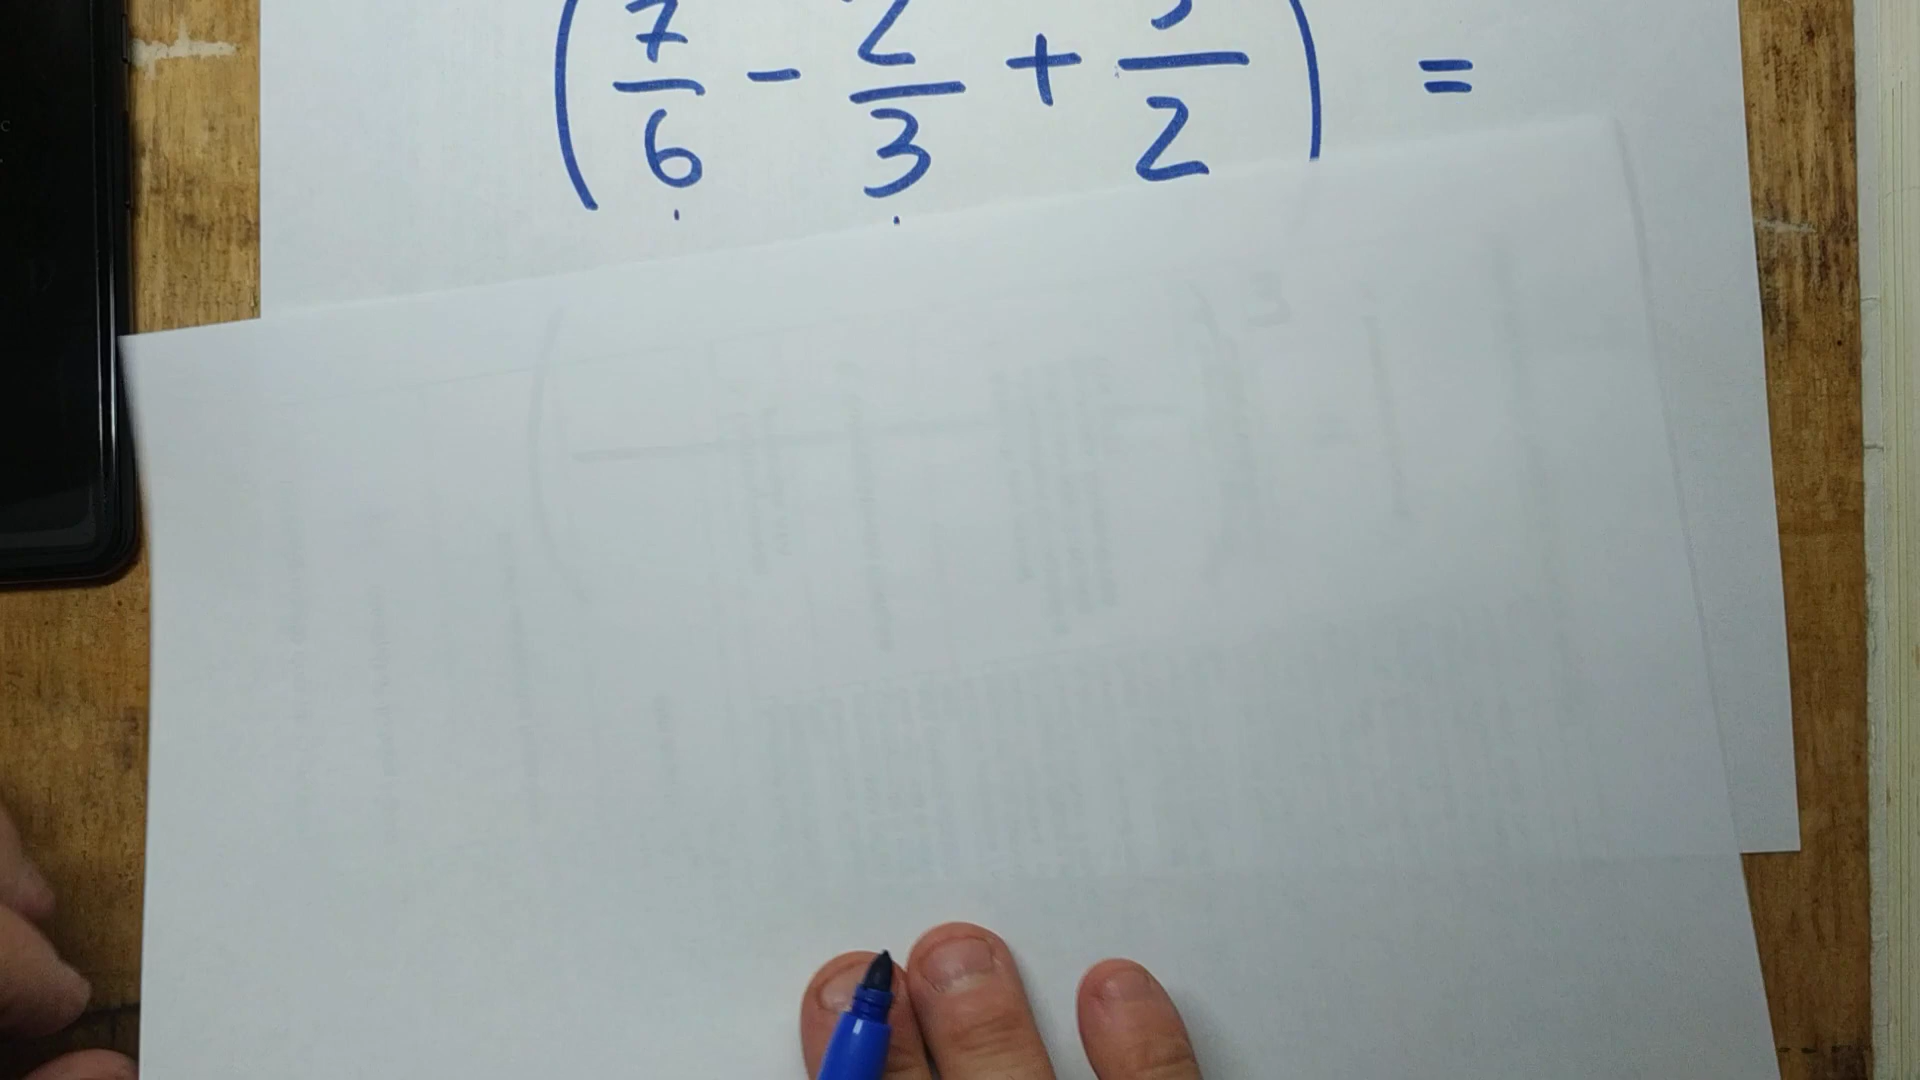 ( 7/6 - 2/3 + /2 ) =